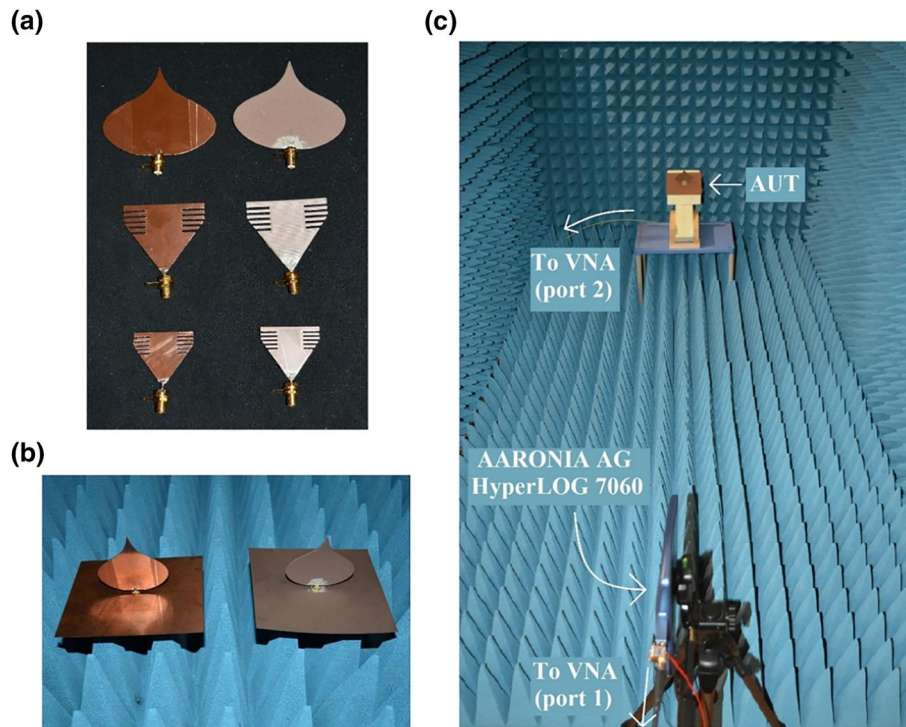 (a)
(b)
(c)
AUT
To VNA
(port 2)
AARONIA AG
HyperLOG 7060
To VNA
(port 1)